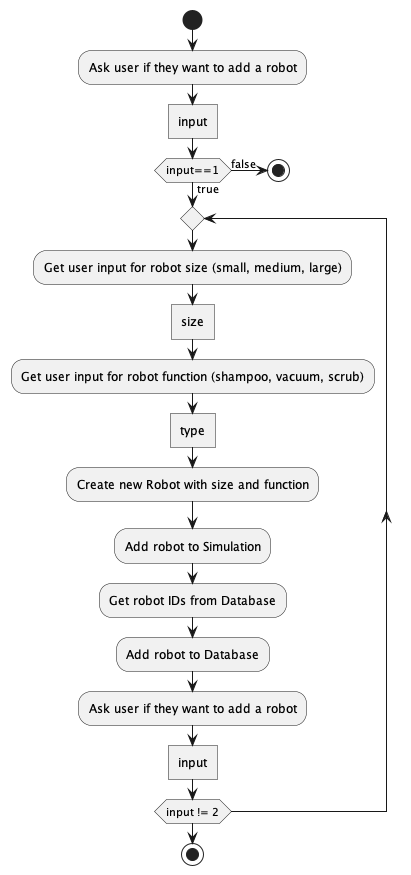 Ask user if they want to add a robot
input
input==1
false
true
Get user input for robot size (small, medium, large)
size
Get user input for robot function (shampoo, vacuum, scrub)
type
Create new Robot with size and function
Add robot to Simulation
Get robot IDs from Database
Add robot to Database
Ask user if they want to add a robot
input
input != 2